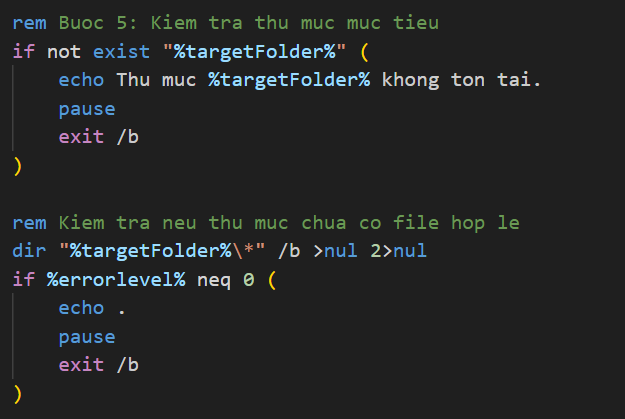 rem Buoc 5: Kiem tra thu muc muc tieu
if not exist "%targetFolder%" (
    echo Thu muc %targetFolder% khong ton tai.
    pause
    exit /b
)

rem Kiem tra neu thu muc chua co file hop le
dir "%targetFolder%\*" /b >nul 2>nul
if %errorlevel% neq 0 (
    echo .
    pause
    exit /b
)